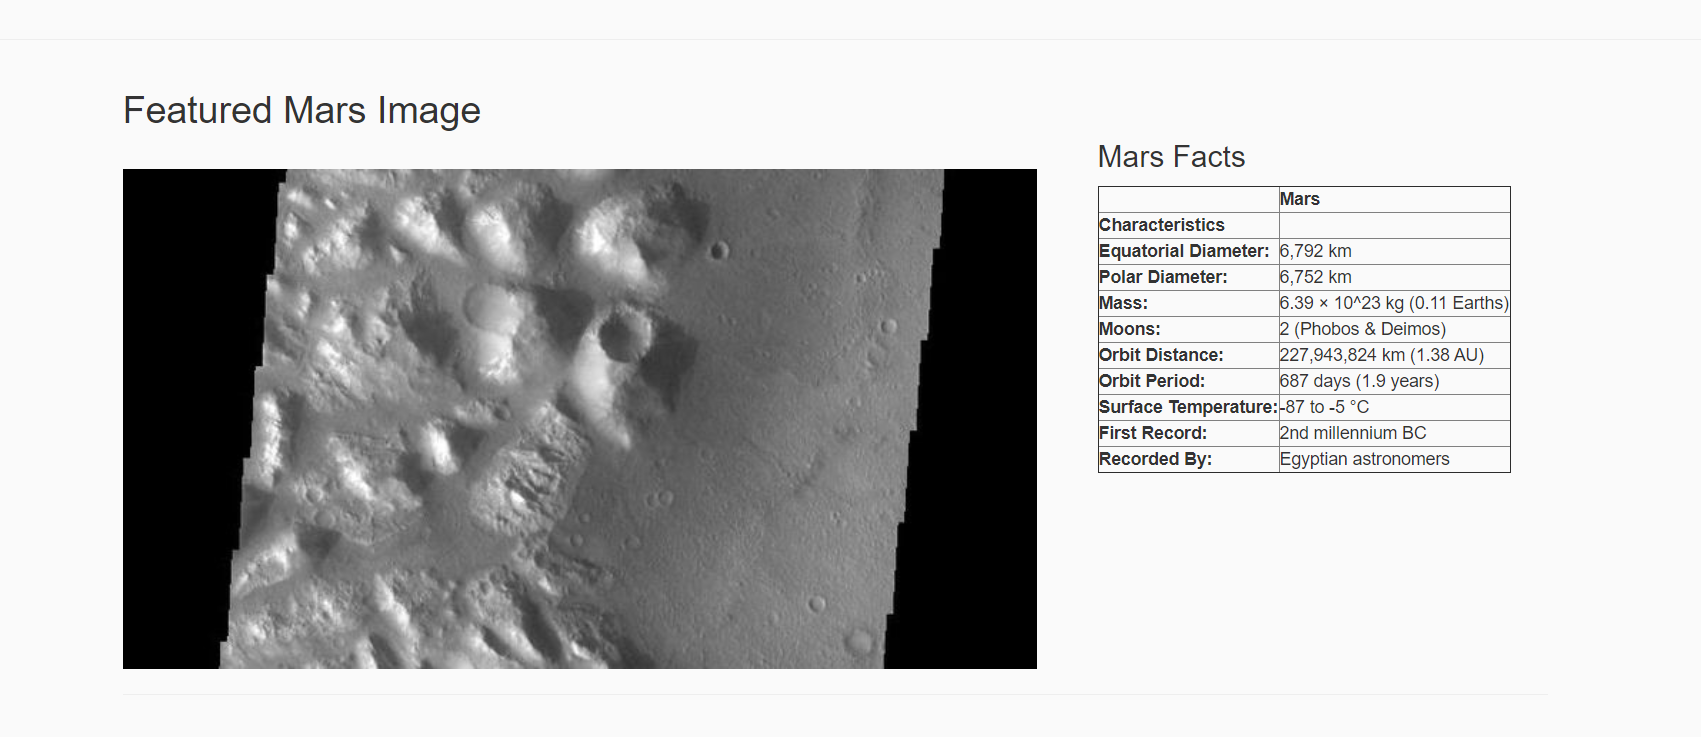 Featured Mars Image
Mars Facts
Mars
Characteristics
Equatorial Diameter: 6,792 km
Polar Diameter: 6,752 km
Mass: 6.39 × 10^23 kg (0.11 Earths)
Moons: 2 (Phobos & Deimos)
Orbit Distance: 227,943,824 km (1.38 AU)
Orbit Period: 687 days (1.9 years)
Surface Temperature: -87 to -5 °C
First Record: 2nd millennium BC
Recorded By: Egyptian astronomers